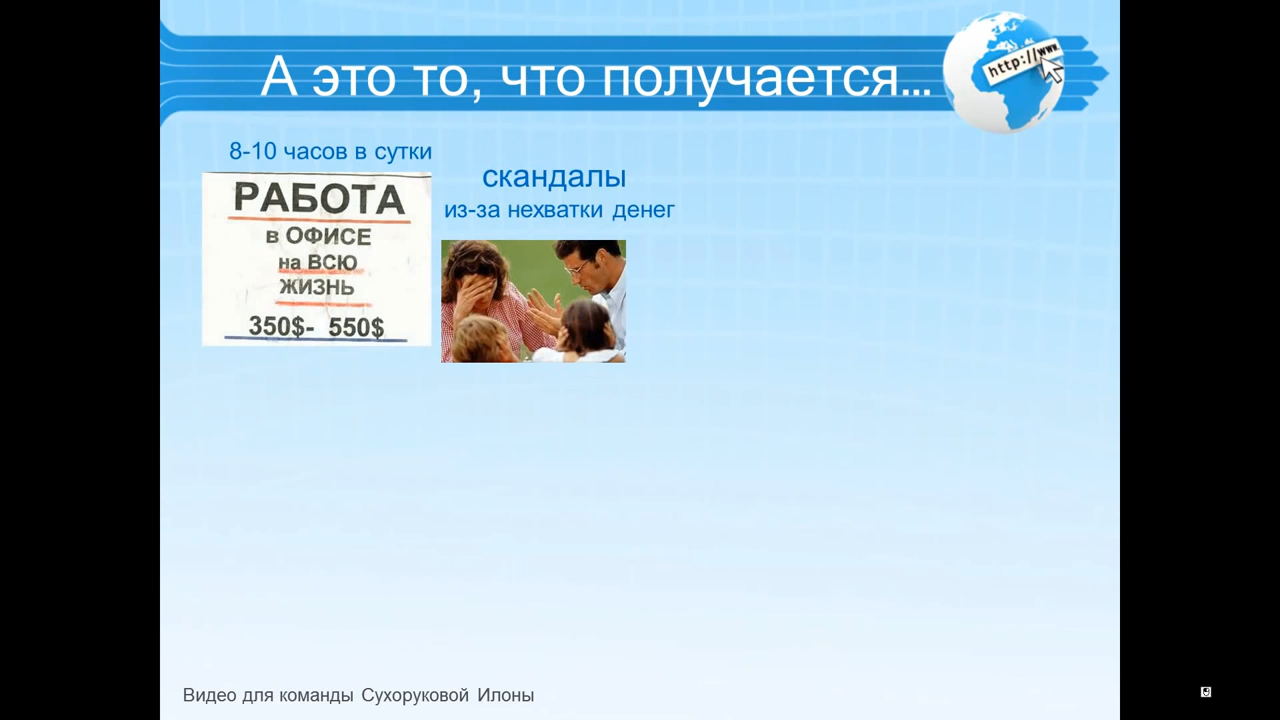 А это то, что получается...
http://www.
8-10 часов в сутки
РАБОТА
в ОФИСЕ
на ВСЮ
ЖИЗНЬ
350$- 550$
скандалы
из-за нехватки денег
Видео для команды Сухоруковой Илоны